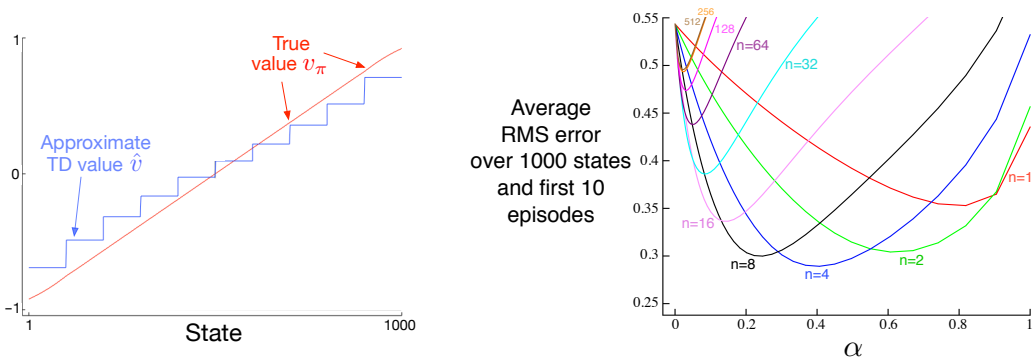 1
0
−1
1
1000
State
True
value vπ
Approximate
TD value v̂
Average
RMS error
over 1000 states
and first 10
episodes
0.55
0.5
0.45
0.4
0.35
0.3
0.25
0
0.2
0.4
0.6
0.8
1
α
256
512
128
n=64
n=32
n=16
n=8
n=4
n=2
n=1